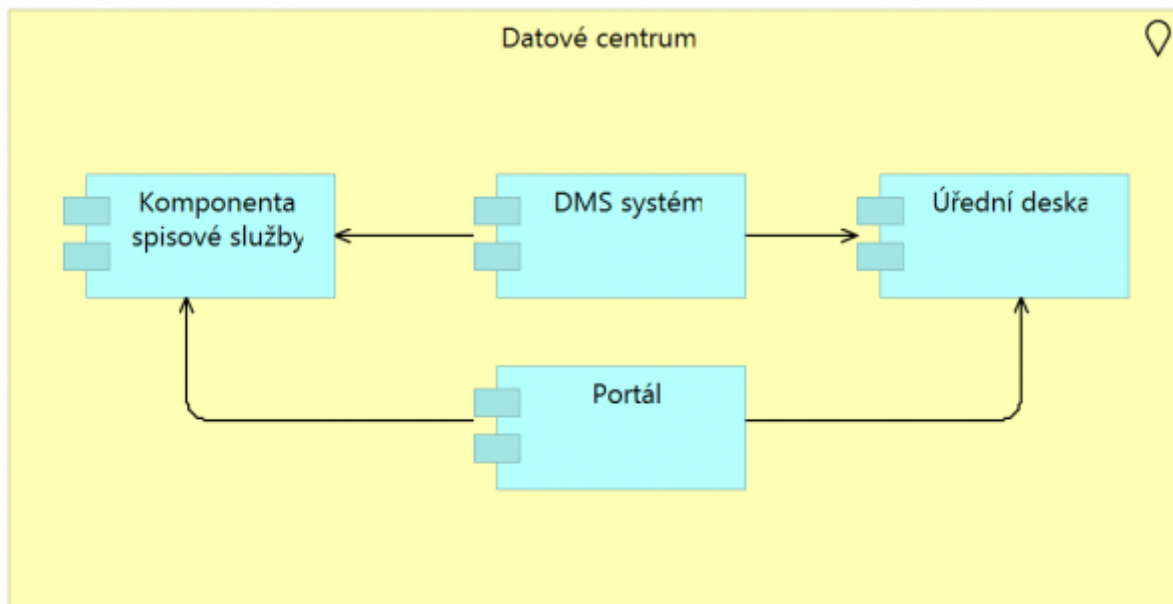 Datové centrum
Komponenta
spisové služby
DMS systém
Úřední deska
Portál